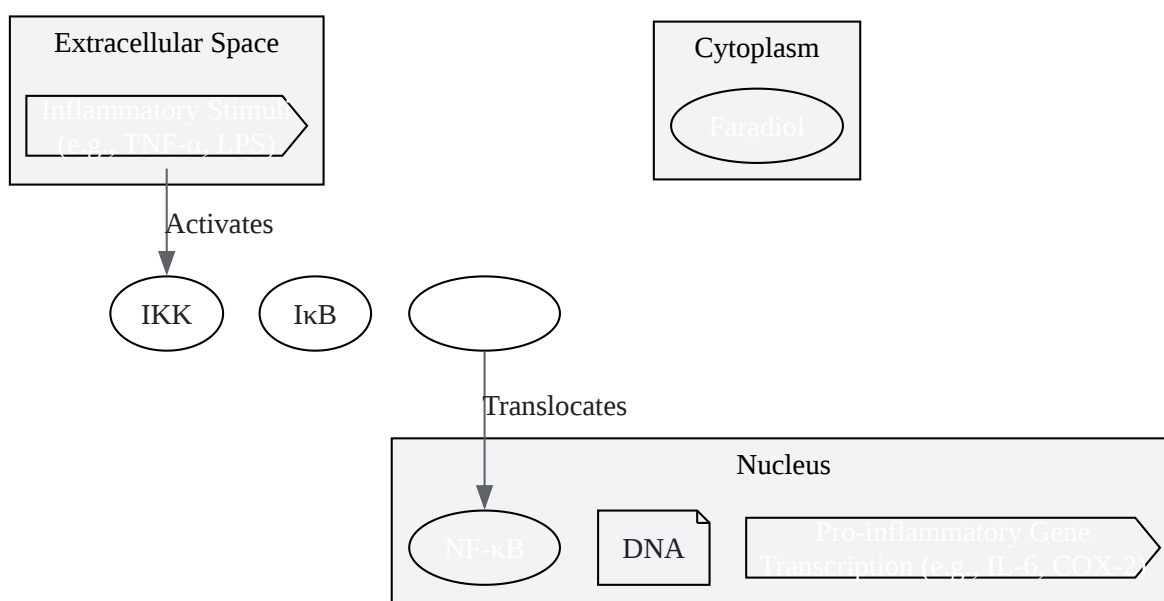 Extracellular Space
Cytoplasm
Inflammatory Stimuli
(e.g., TNF-α, LPS)
Faradiol
Activates
IKK
IκB
Translocates
Nucleus
NF-κB
DNA
Pro-inflammatory Gene
Transcription (e.g., IL-6, COX-2)